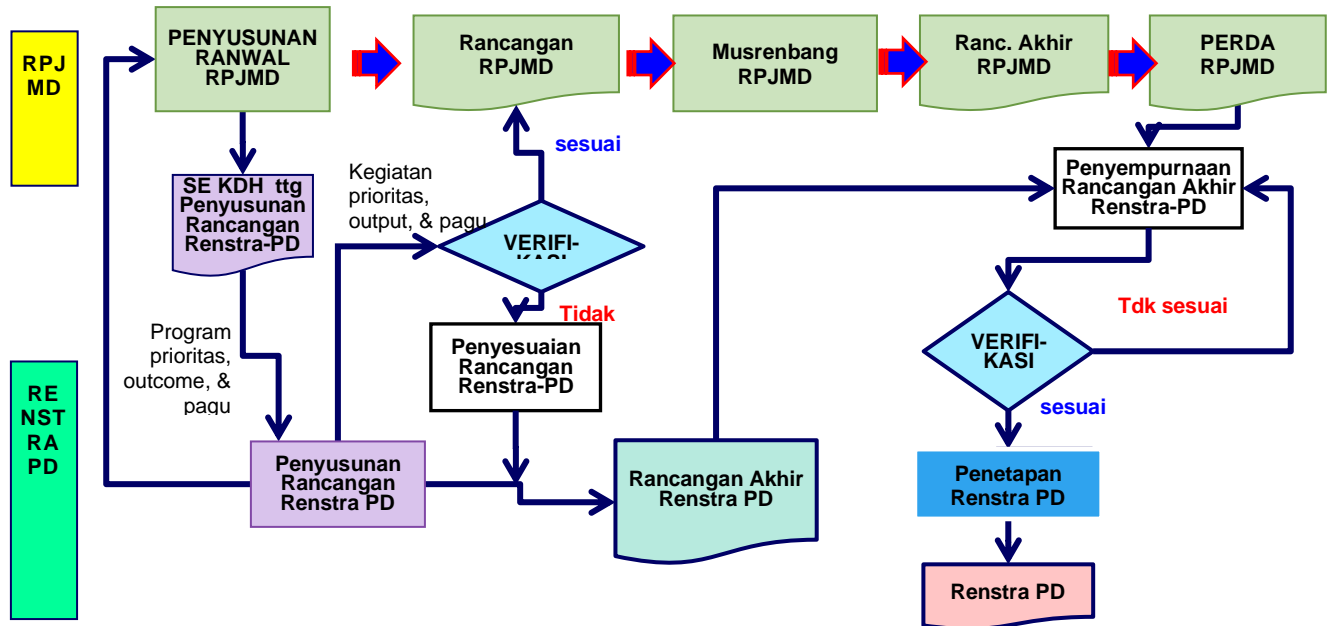 RPJ
MD
PENYUSUNAN
RANWAL
RPJMD
Rancangan
RPJMD
Musrenbang
RPJMD
Ranc. Akhir
RPJMD
PERDA
RPJMD
SE KDH ttg
Penyusunan
Rancangan
Renstra-PD
Kegiatan
prioritas,
output, & pagu
sesuai
VERIFI-
KASI
Tidak
Penyesuaian
Rancangan
Renstra-PD
Penyempurnaan
Rancangan Akhir
Renstra-PD
Tdk sesuai
VERIFI-
KASI
sesuai
Program
prioritas,
outcome, &
pagu
RE
NST
RA
PD
Penyusunan
Rancangan
Renstra PD
Rancangan Akhir
Renstra PD
Penetapan
Renstra PD
Renstra PD